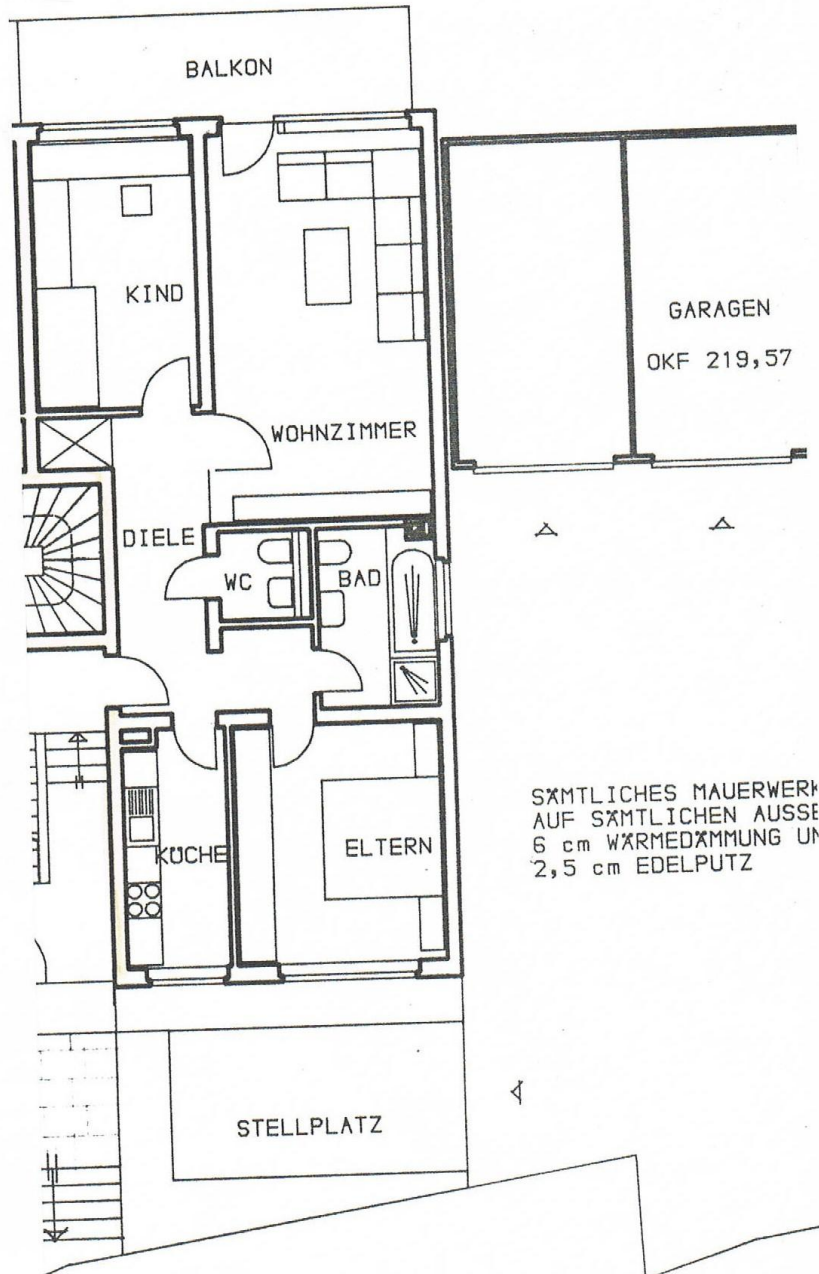 BALKON
KIND
GARAGEN
OKF 219,57
WOHNZIMMER
DIELE
WC
BAD
SÄMTLICHES MAUERWERK
AUF SÄMTLICHEN AUSSE
6 cm WÄRMEDÄMMUNG UN
2,5 cm EDELPUTZ
KÜCHE
ELTERN
STELLPLATZ